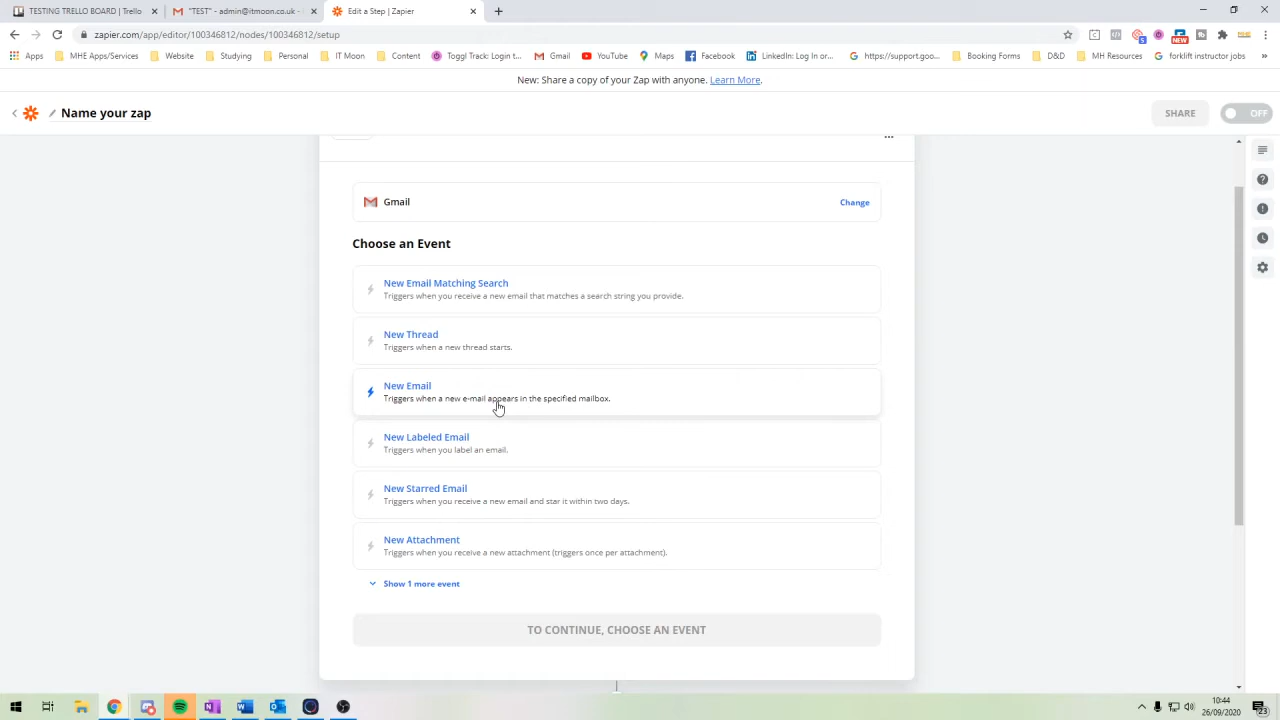 TESTING TRELLO BOARD | Trello
"TEST" - admin@itmoon.co.uk -
Edit a Step | Zapier
zapier.com/app/editor/100346812/nodes/100346812/setup
Apps
MHE Apps/Services
Website
Studying
Personal
IT Moon
Content
Toggl Track: Login t...
Gmail
YouTube
Maps
Facebook
LinkedIn: Log In or...
https://support.goo...
Booking Forms
D&D
MH Resources
forklift instructor jobs
»
New: Share a copy of your Zap with anyone. Learn More.
Name your zap
SHARE
OFF
Gmail
Change
Choose an Event
New Email Matching Search
Triggers when you receive a new email that matches a search string you provide.
New Thread
Triggers when a new thread starts.
New Email
Triggers when a new e-mail appears in the specified mailbox.
New Labeled Email
Triggers when you label an email.
New Starred Email
Triggers when you receive a new email and star it within two days.
New Attachment
Triggers when you receive a new attachment (triggers once per attachment).
Show 1 more event
TO CONTINUE, CHOOSE AN EVENT
10:44
26/09/2020